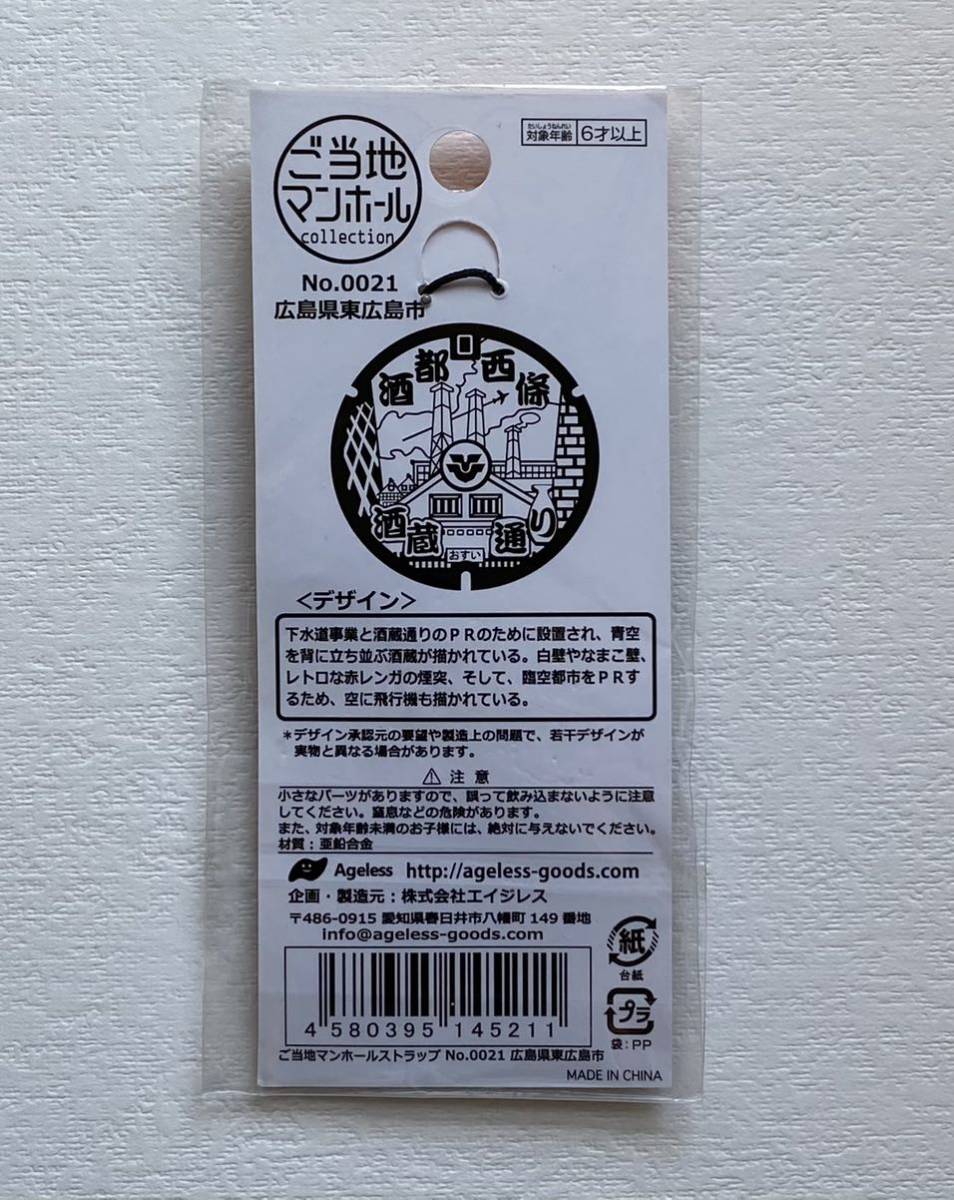 ご当地
マンホール
collection
たいしょうねんれい
対象年齢 6才以上
No.0021
広島県東広島市
酒都西條
酒蔵通り
おすい
＜デザイン＞
下水道事業と酒蔵通りのＰＲのために設置され、青空
を背に立ち並ぶ酒蔵が描かれている。白壁やなまこ壁、
レトロな赤レンガの煙突、そして、臨空都市をＰＲす
るため、空に飛行機も描かれている。
＊デザイン承認元の要望や製造上の問題で、若干デザインが
実物と異なる場合があります。
⚠ 注意
小さなパーツがありますので、誤って飲み込まないように注意
してください。窒息などの危険があります。
また、対象年齢未満のお子様には、絶対に与えないでください。
材質：亜鉛合金
Ageless http://ageless-goods.com
企画・製造元：株式会社エイジレス
〒486-0915 愛知県春日井市八幡町 149 番地
info@ageless-goods.com
紙
台紙
プラ
袋：PP
4 580395 145211
ご当地マンホールストラップ No.0021 広島県東広島市
MADE IN CHINA